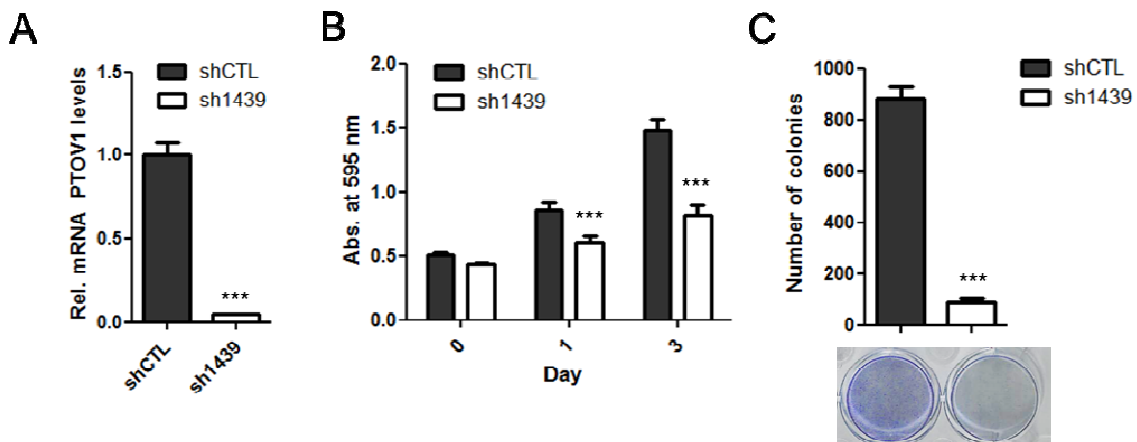 A
Rel. mRNA PTOV1 levels
1.5
1.0
0.5
0.0
shCTL
sh1439
***
shCTL
sh1439
B
Abs. at 595 nm
2.0
1.5
1.0
0.5
0.0
shCTL
sh1439
***
***
0
1
3
Day
C
Number of colonies
1000
800
600
400
200
0
shCTL
sh1439
***